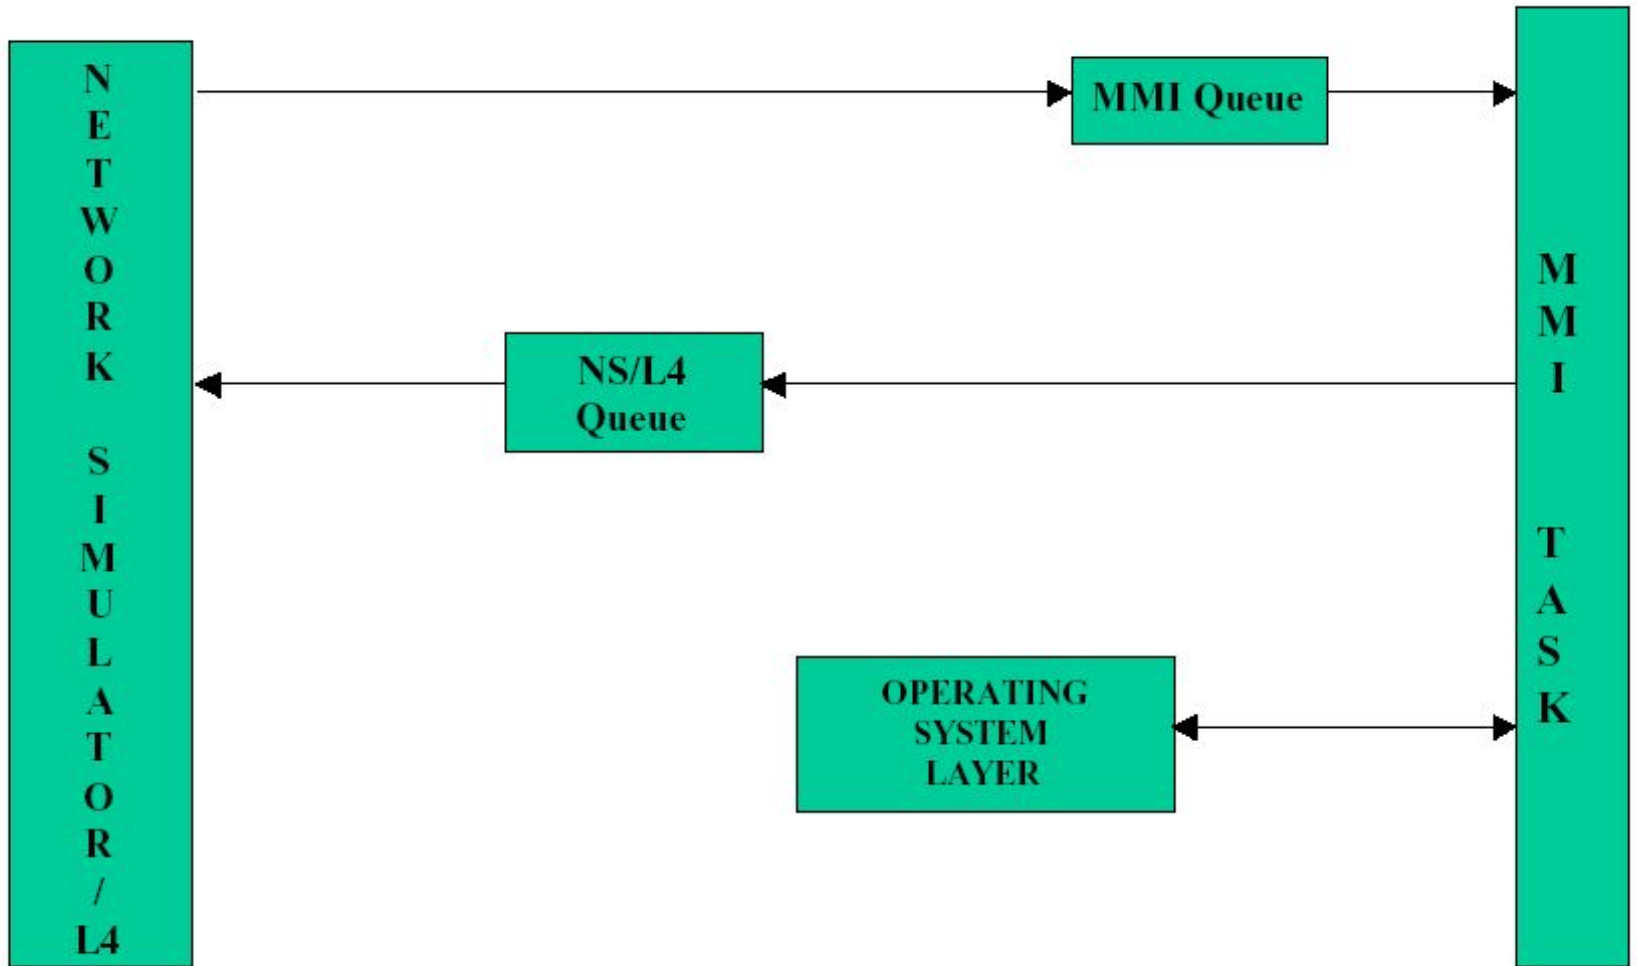 NETWORK SIMULATOR/L4
MMI Queue
NS/L4
Queue
OPERATING
SYSTEM
LAYER
MMI TASK